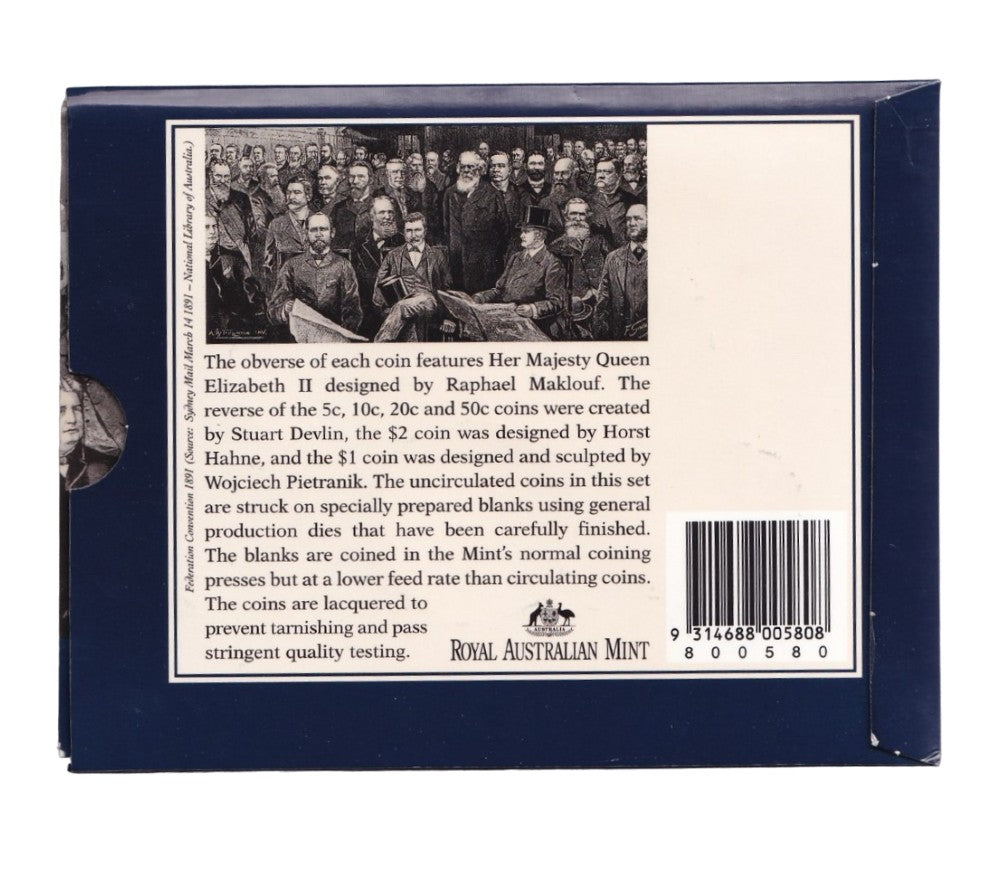 Federation Convention 1891 (Source: Sydney Mail March 14 1891 – National Library of Australia.)
The obverse of each coin features Her Majesty Queen
Elizabeth II designed by Raphael Maklouf. The
reverse of the 5c, 10c, 20c and 50c coins were created
by Stuart Devlin, the $2 coin was designed by Horst
Hahne, and the $1 coin was designed and sculpted by
Wojciech Pietranik. The uncirculated coins in this set
are struck on specially prepared blanks using general
production dies that have been carefully finished.
The blanks are coined in the Mint's normal coining
presses but at a lower feed rate than circulating coins.
The coins are lacquered to
prevent tarnishing and pass
stringent quality testing.
AUSTRALIA
ROYAL AUSTRALIAN MINT
9 314688 005808
800580